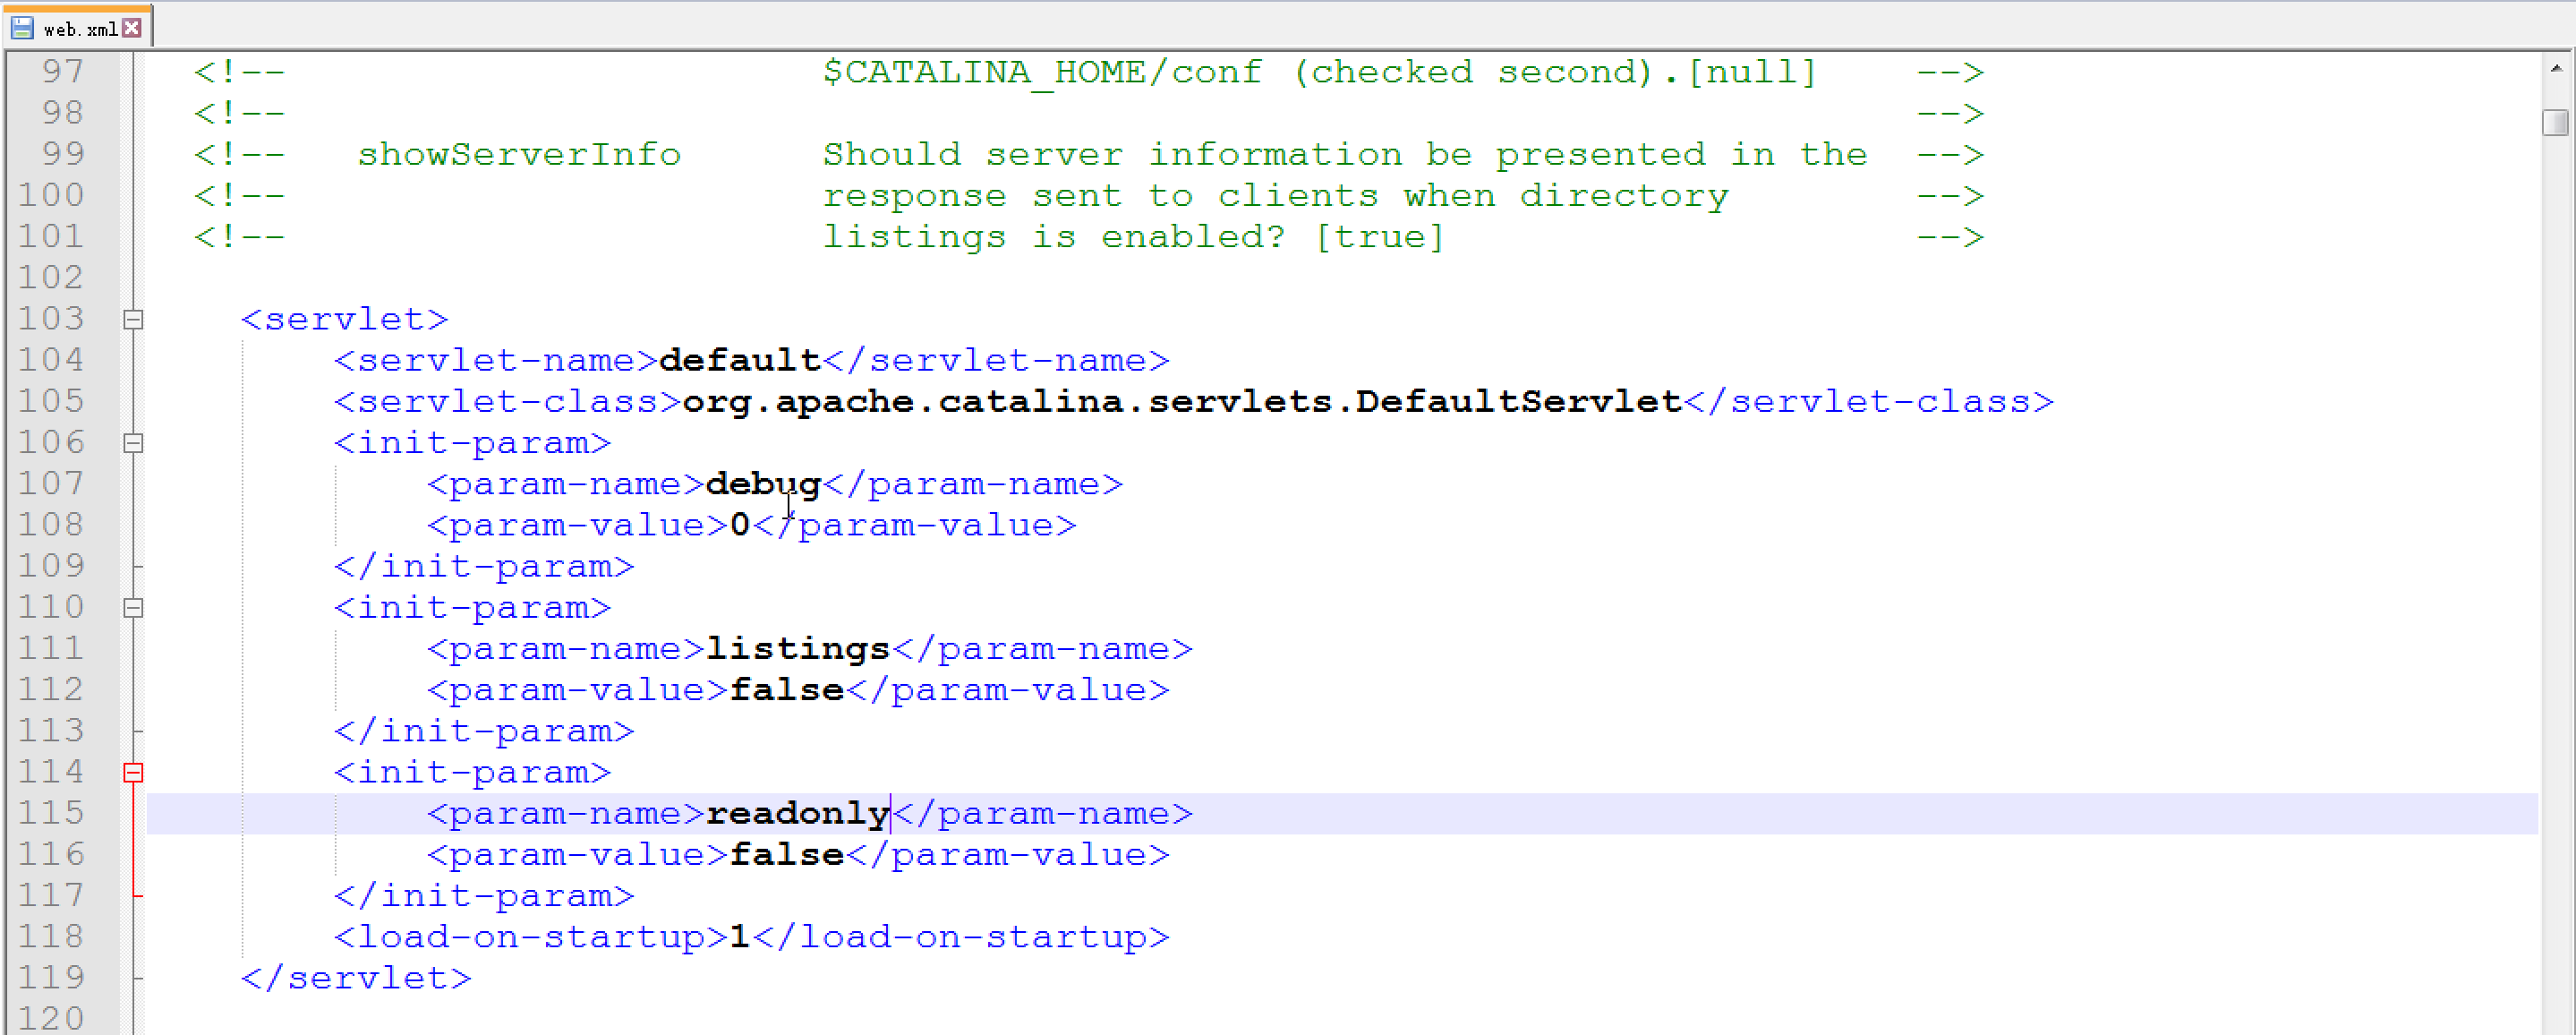 web.xml
97 <!-- $CATALINA_HOME/conf (checked second).[null] -->
98 <!-- -->
99 <!-- showServerInfo Should server information be presented in the -->
100 <!-- response sent to clients when directory -->
101 <!-- listings is enabled? [true] -->
102
103 <servlet>
104 <servlet-name>default</servlet-name>
105 <servlet-class>org.apache.catalina.servlets.DefaultServlet</servlet-class>
106 <init-param>
107 <param-name>debug</param-name>
108 <param-value>0</param-value>
109 </init-param>
110 <init-param>
111 <param-name>listings</param-name>
112 <param-value>false</param-value>
113 </init-param>
114 <init-param>
115 <param-name>readonly</param-name>
116 <param-value>false</param-value>
117 </init-param>
118 <load-on-startup>1</load-on-startup>
119 </servlet>
120